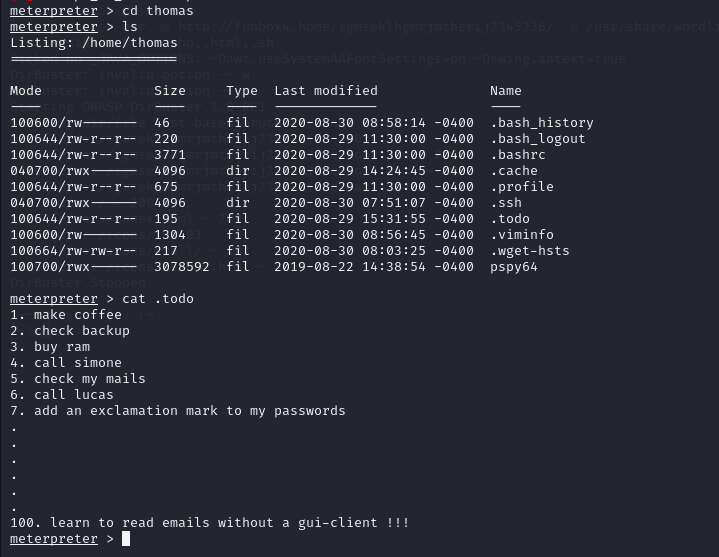 meterpreter > cd thomas
meterpreter > ls
Listing: /home/thomas
Mode Size Type Last modified Name
100600/rw------- 46 fil 2020-08-30 08:58:14 -0400 .bash_history
100644/rw-r--r-- 220 fil 2020-08-29 11:30:00 -0400 .bash_logout
100644/rw-r--r-- 3771 fil 2020-08-29 11:30:00 -0400 .bashrc
040700/rwx------ 4096 dir 2020-08-29 14:24:45 -0400 .cache
100644/rw-r--r-- 675 fil 2020-08-29 11:30:00 -0400 .profile
040700/rwx------ 4096 dir 2020-08-30 07:51:07 -0400 .ssh
100644/rw-r--r-- 195 fil 2020-08-29 15:31:55 -0400 .todo
100600/rw------- 1304 fil 2020-08-30 08:56:45 -0400 .viminfo
100664/rw-rw-r-- 217 fil 2020-08-30 08:03:25 -0400 .wget-hsts
100700/rwx------ 3078592 fil 2019-08-22 14:38:54 -0400 pspy64
meterpreter > cat .todo
1. make coffee
2. check backup
3. buy ram
4. call simone
5. check my mails
6. call lucas
7. add an exclamation mark to my passwords
.
.
.
.
.
.
100. learn to read emails without a gui-client !!!
meterpreter >